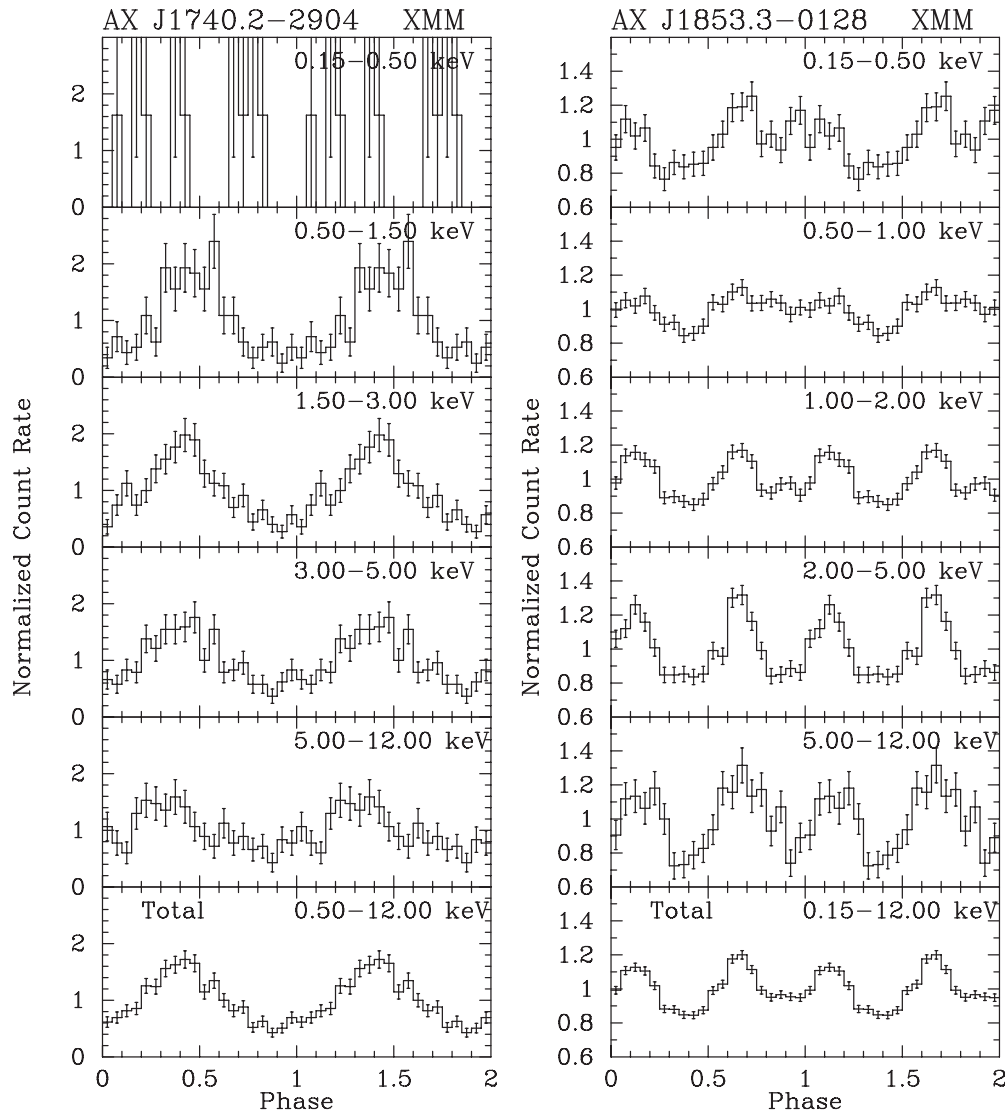 AX J1740.2−2904 XMM
0.15−0.50 keV
2
0
0.50−1.50 keV
2
1
0
1.50−3.00 keV
2
1
0
3.00−5.00 keV
2
1
0
5.00−12.00 keV
2
1
0
Total 0.50−12.00 keV
2
1
0
0 0.5 1 1.5 2
Phase
Normalized Count Rate
AX J1853.3−0128 XMM
0.15−0.50 keV
1.4
1.2
1
0.8
0.6
0.50−1.00 keV
1.4
1.2
1
0.8
0.6
1.00−2.00 keV
1.4
1.2
1
0.8
0.6
2.00−5.00 keV
1.4
1.2
1
0.8
0.6
5.00−12.00 keV
1.4
1.2
1
0.8
0.6
Total 0.15−12.00 keV
1.4
1.2
1
0.8
0.6
0 0.5 1 1.5 2
Phase
Normalized Count Rate